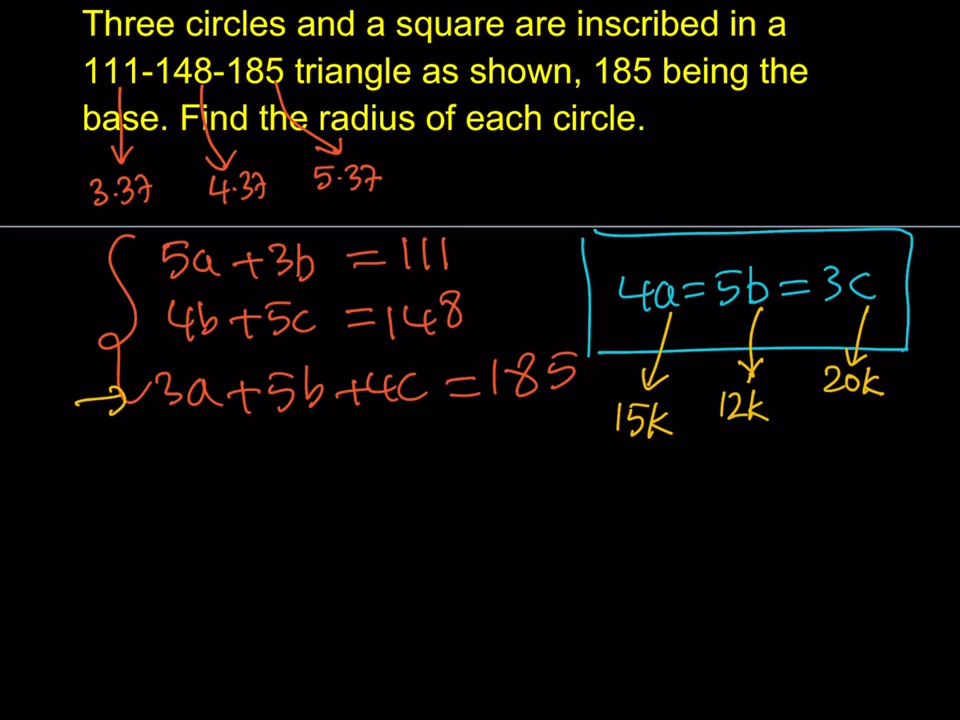 Three circles and a square are inscribed in a
111-148-185 triangle as shown, 185 being the
base. Find the radius of each circle.
3·37 4·37 5·37
5a+3b = 111
4b+5c = 148
3a+5b+4c = 185
4a=5b=3c
15k 12k 20k